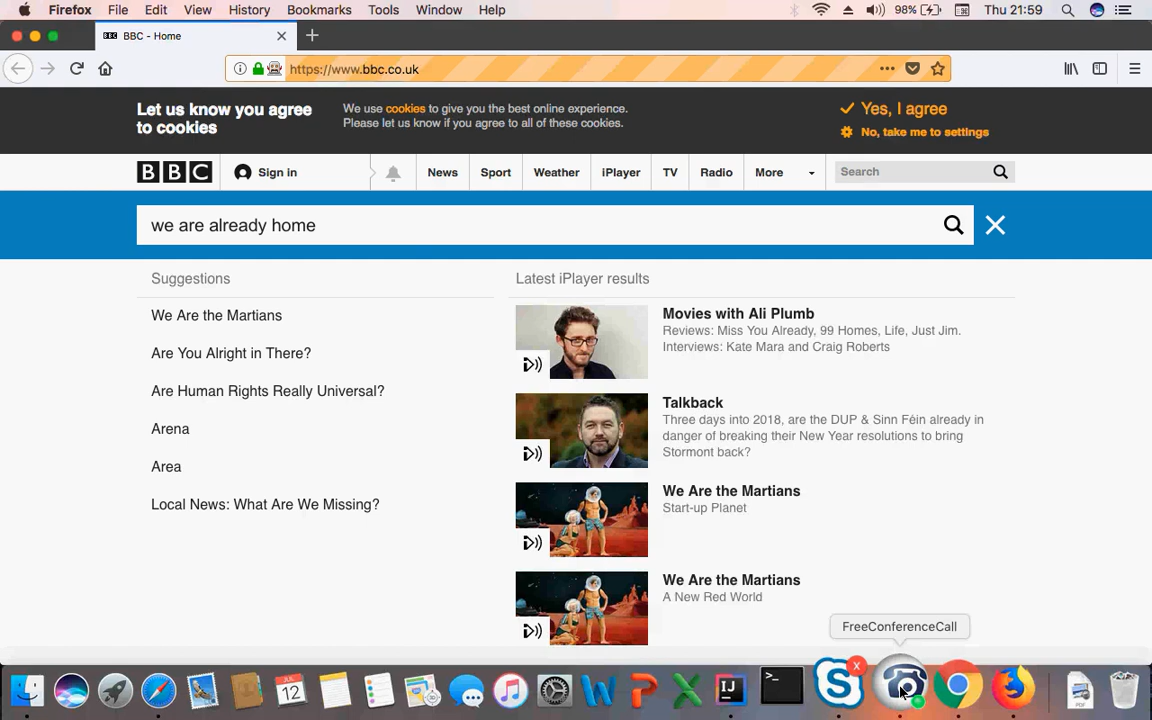 Firefox File Edit View History Bookmarks Tools Window Help 98% Thu 21:59
BBC - Home
https://www.bbc.co.uk
Let us know you agree
to cookies
We use cookies to give you the best online experience.
Please let us know if you agree to all of these cookies.
Yes, I agree
No, take me to settings
BBC Sign in News Sport Weather iPlayer TV Radio More Search
we are already home
Suggestions
We Are the Martians
Are You Alright in There?
Are Human Rights Really Universal?
Arena
Area
Local News: What Are We Missing?
Latest iPlayer results
Movies with Ali Plumb
Reviews: Miss You Already, 99 Homes, Life, Just Jim.
Interviews: Kate Mara and Craig Roberts
Talkback
Three days into 2018, are the DUP & Sinn Féin already in
danger of breaking their New Year resolutions to bring
Stormont back?
We Are the Martians
Start-up Planet
We Are the Martians
A New Red World
FreeConferenceCall
12
IJ